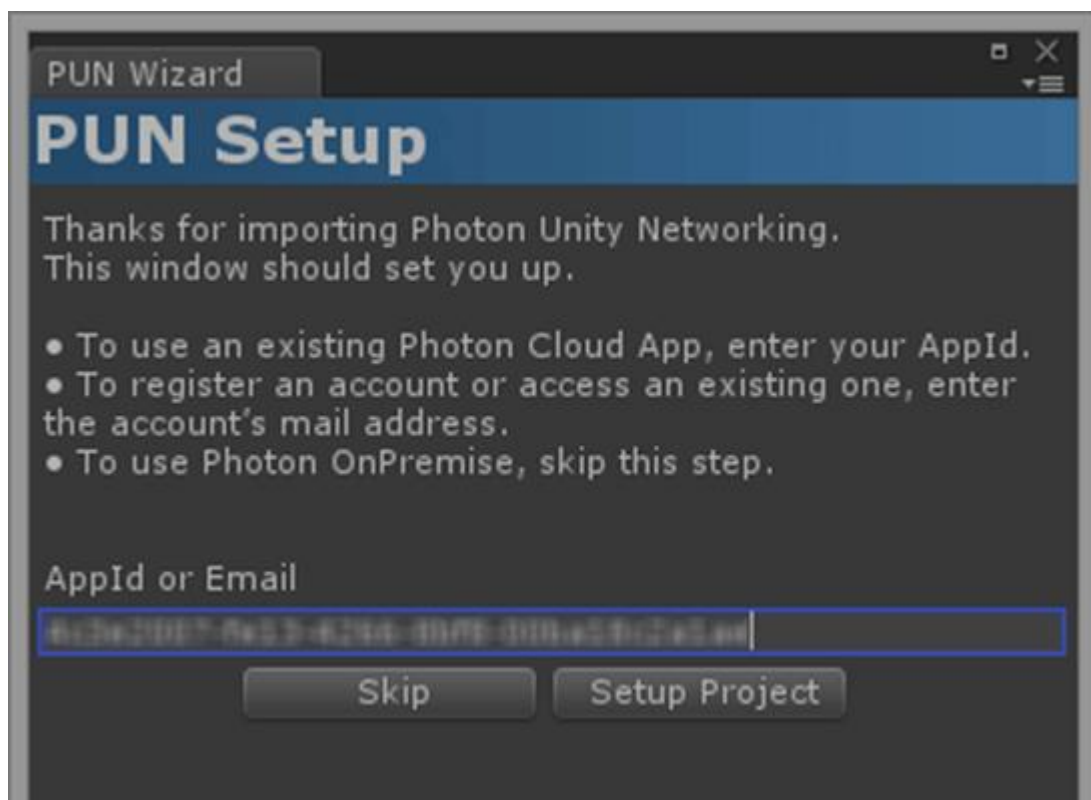 PUN Wizard
PUN Setup
Thanks for importing Photon Unity Networking.
This window should set you up.
• To use an existing Photon Cloud App, enter your AppId.
• To register an account or access an existing one, enter
the account's mail address.
• To use Photon OnPremise, skip this step.
AppId or Email
Skip
Setup Project